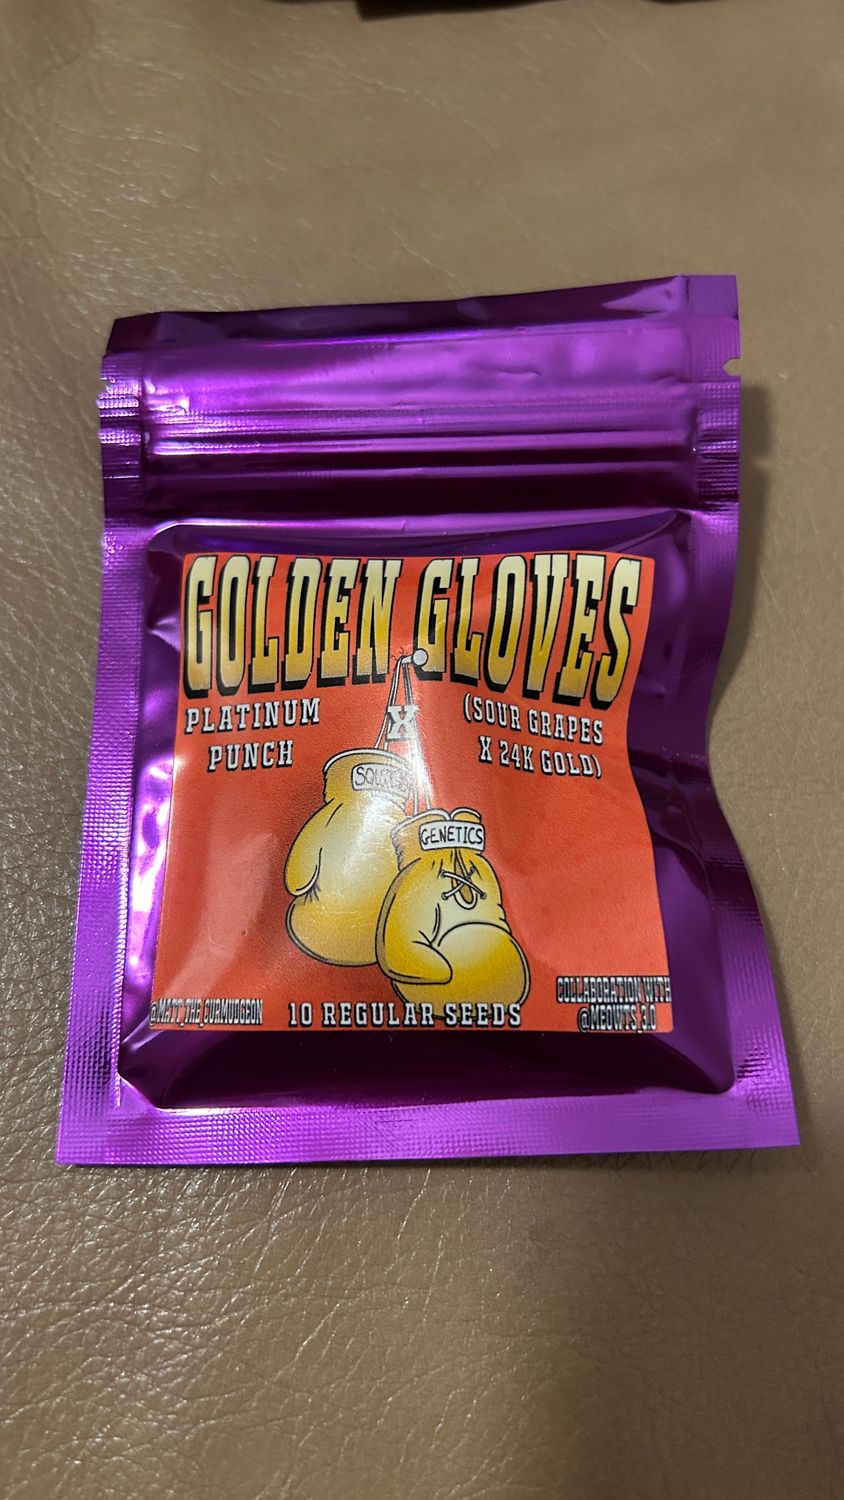 GOLDEN GLOVES
PLATINUM
PUNCH
X
(SOUR GRAPES
X 24K GOLD)
GENETICS
@MATT_THE_CURMUDGEON
10 REGULAR SEEDS
COLLABORATION WITH
@MEOWTS_3.0